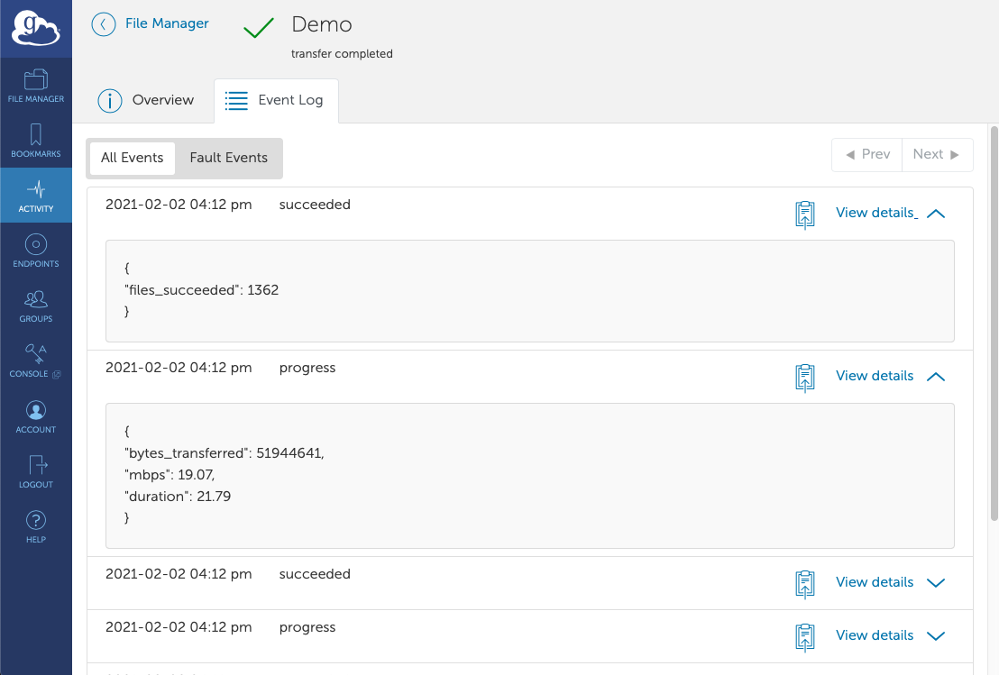 g
File Manager
Demo
transfer completed
FILE MANAGER
BOOKMARKS
ACTIVITY
ENDPOINTS
GROUPS
CONSOLE
ACCOUNT
LOGOUT
? HELP
i Overview
Event Log
All Events
Fault Events
◀ Prev
Next ▶
2021-02-02 04:12 pm succeeded View details_
{
"files_succeeded": 1362
}
2021-02-02 04:12 pm progress View details
{
"bytes_transferred": 51944641,
"mbps": 19.07,
"duration": 21.79
}
2021-02-02 04:12 pm succeeded View details
2021-02-02 04:12 pm progress View details